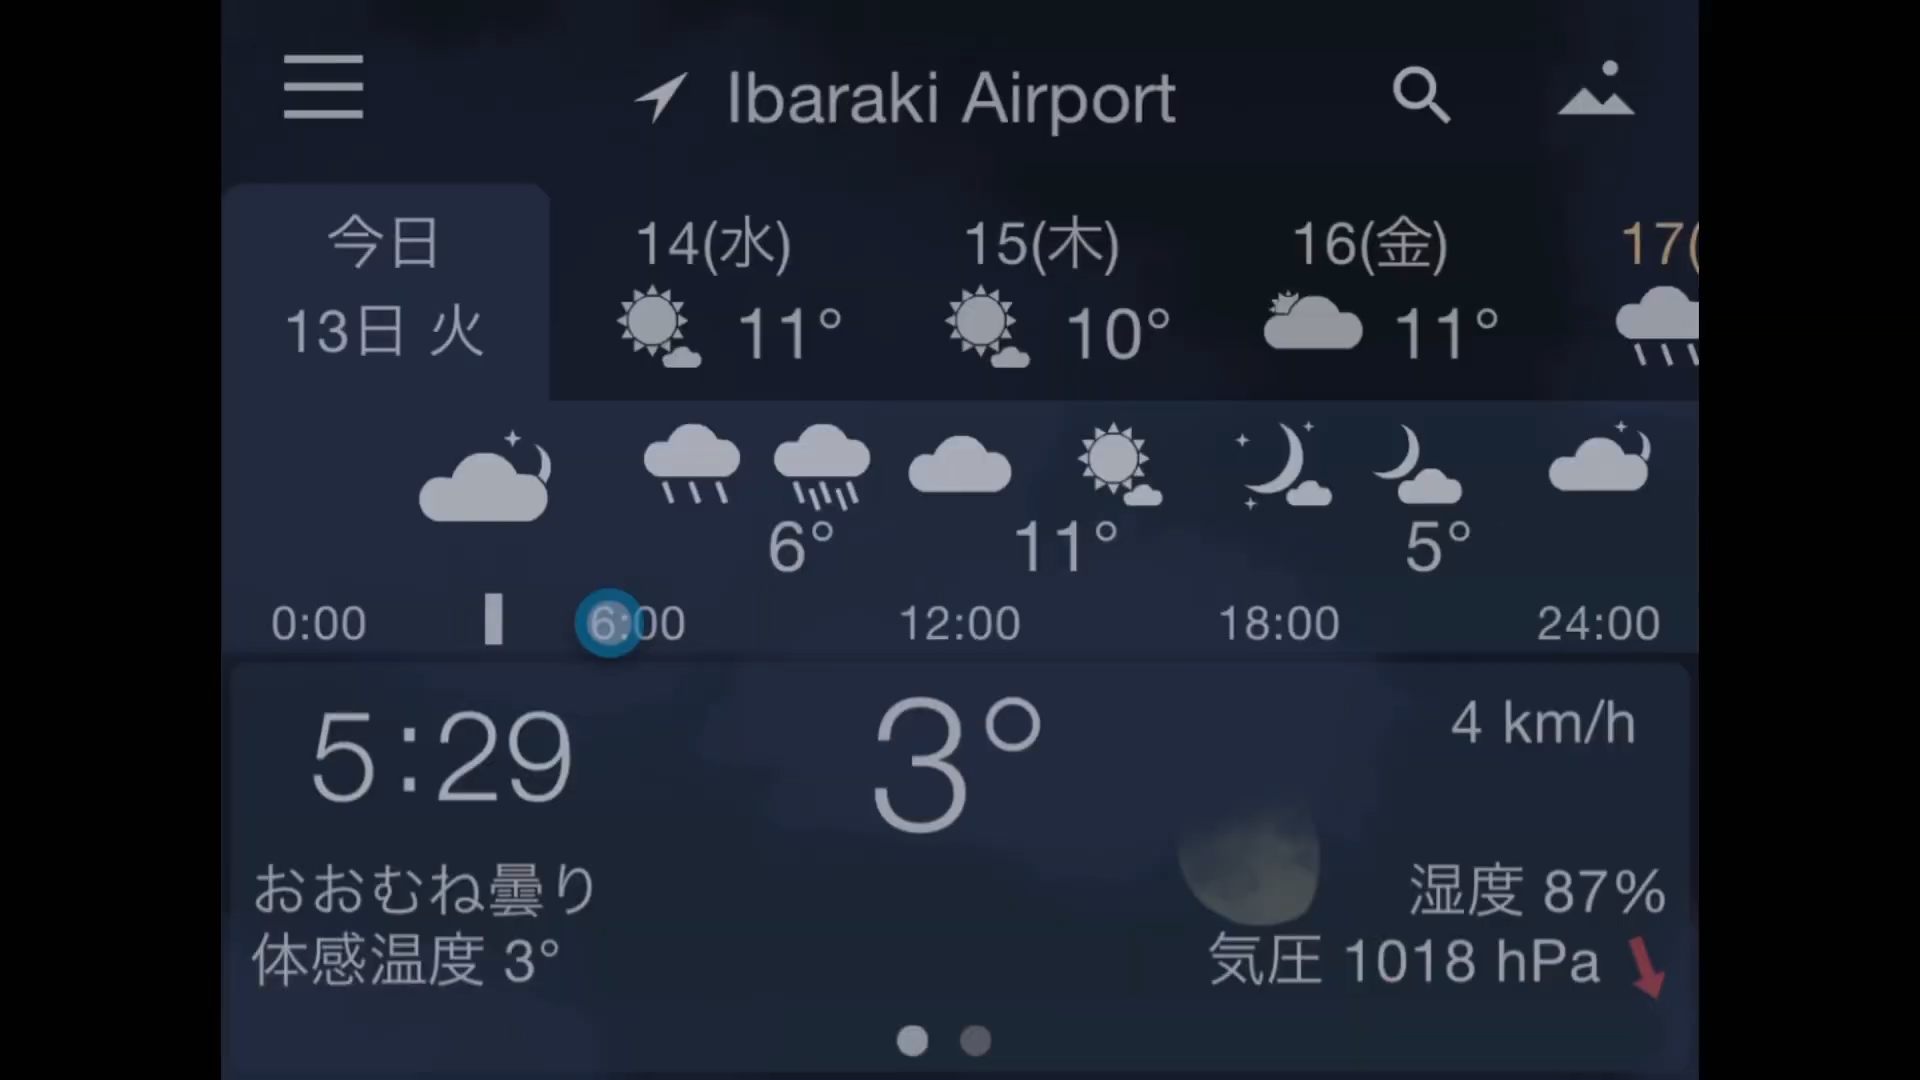 Ibaraki Airport
今日
13日 火
14(水)
11°
15(木)
10°
16(金)
11°
17(
6°
11°
5°
0:00
6:00
12:00
18:00
24:00
5:29
3°
4 km/h
おおむね曇り
体感温度 3°
湿度 87%
気圧 1018 hPa